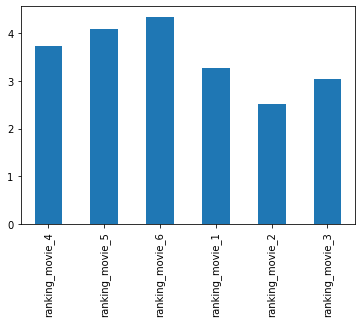 4
3
2
1
0
ranking_movie_4
ranking_movie_5
ranking_movie_6
ranking_movie_1
ranking_movie_2
ranking_movie_3